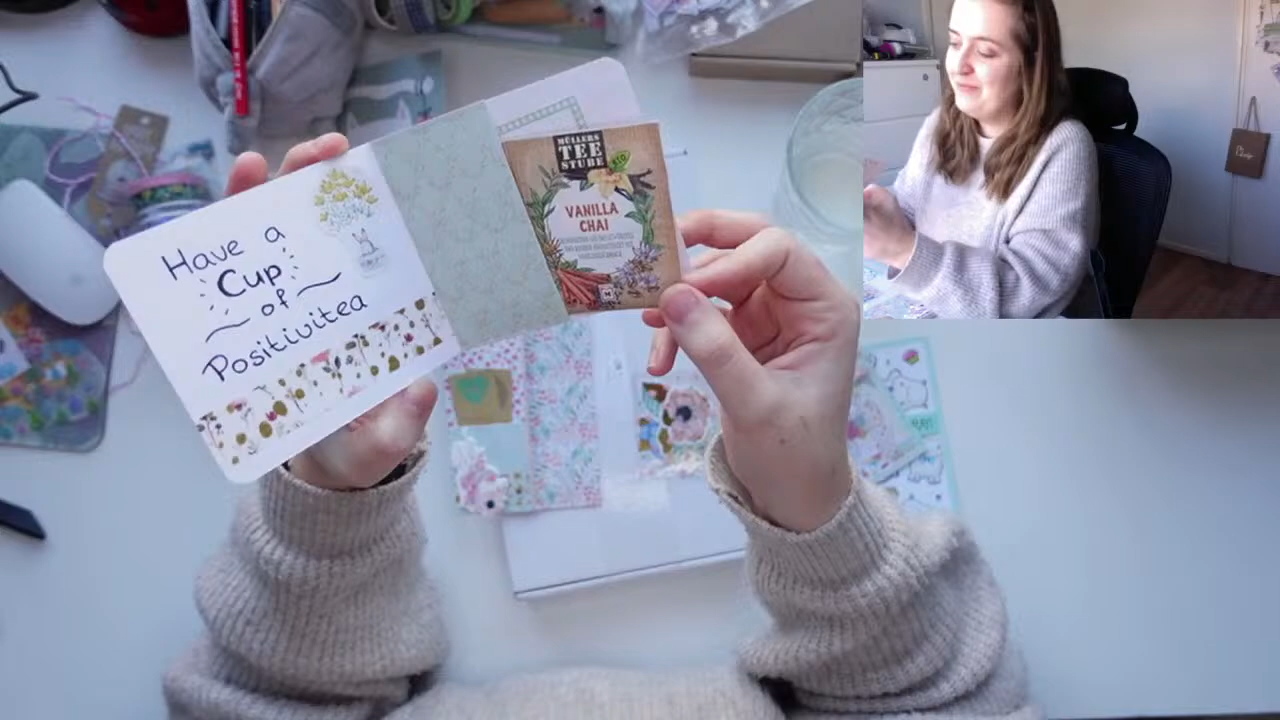 Have a
Cup
of
Positivitea
MÜLLERS
TEE
STUBE
VANILLA
CHAI